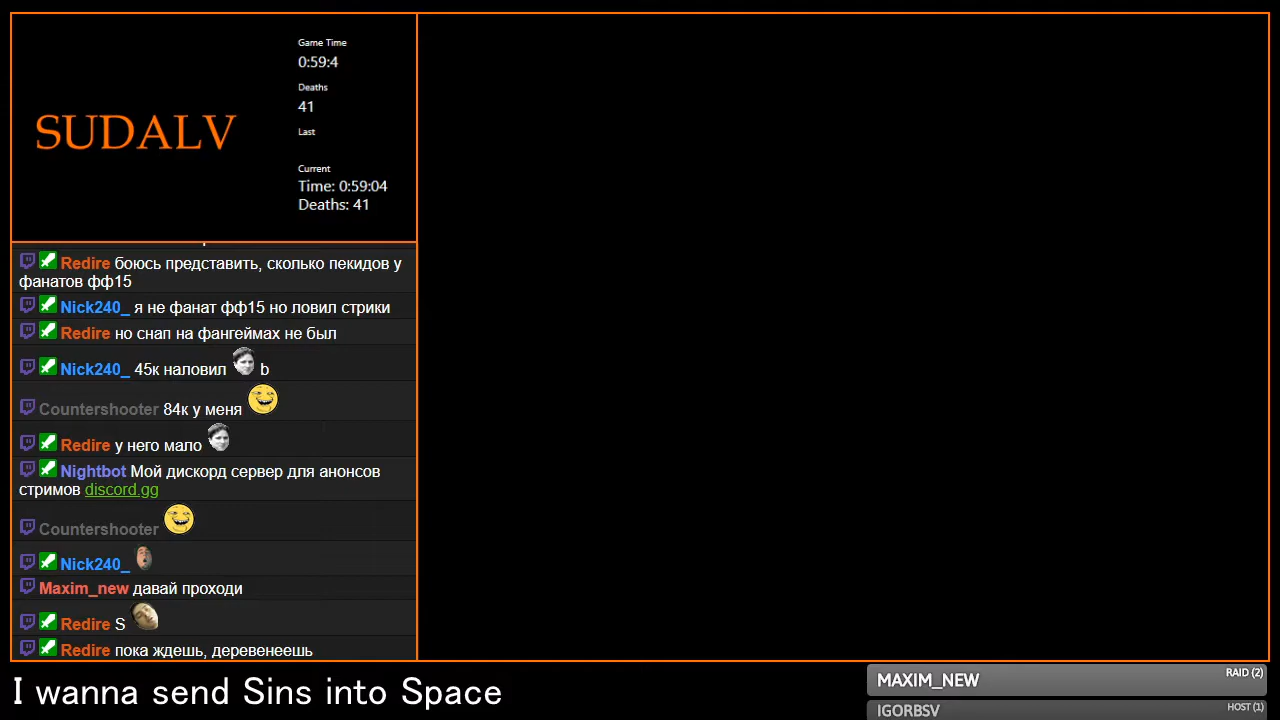 Game Time
0:59:4
Deaths
41
Last
SUDALV
Current
Time: 0:59:04
Deaths: 41
Redire боюсь представить, сколько пекидов у
фанатов фф15
Nick240_ я не фанат фф15 но ловил стрики
Redire но снап на фангеймах не был
Nick240_ 45к наловил b
Countershooter 84к у меня
Redire у него мало
Nightbot Мой дискорд сервер для анонсов
стримов discord.gg
Countershooter
Nick240_
Maxim_new давай проходи
Redire S
Redire пока ждешь, деревенеешь
I wanna send Sins into Space
MAXIM_NEW RAID (2)
IGORBSV HOST (1)